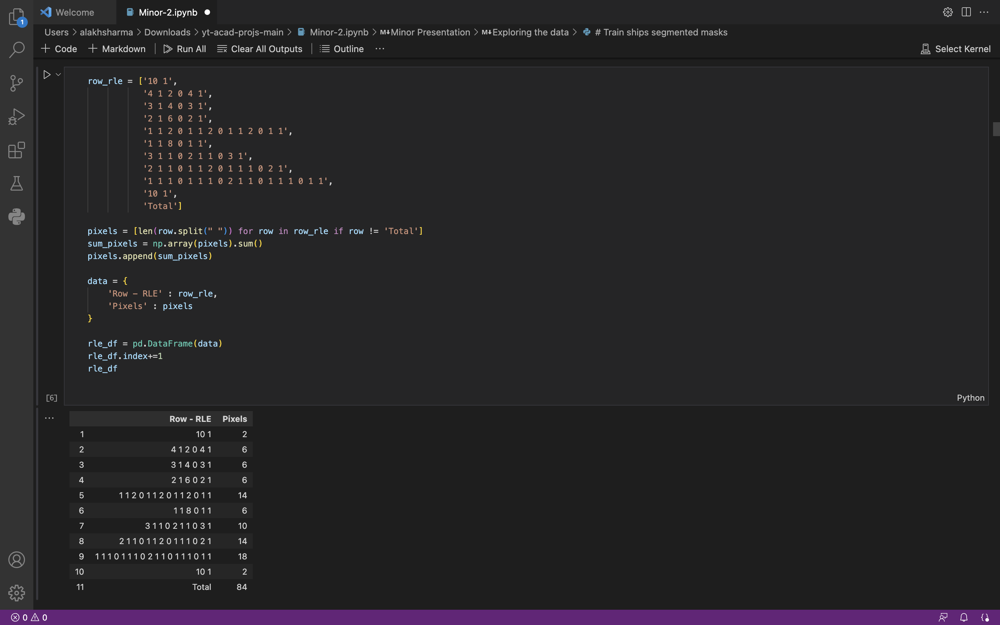 1
Welcome
Minor-2.ipynb
Users > alakhsharma > Downloads > yt-acad-projs-main > Minor-2.ipynb > M↓Minor Presentation > M↓Exploring the data > # Train ships segmented masks
+ Code + Markdown | Run All Clear All Outputs | Outline ...
Select Kernel
row_rle = ['10 1',
'4 1 2 0 4 1',
'3 1 4 0 3 1',
'2 1 6 0 2 1',
'1 1 2 0 1 1 2 0 1 1 2 0 1 1',
'1 1 8 0 1 1',
'3 1 1 0 2 1 1 0 3 1',
'2 1 1 0 1 1 2 0 1 1 1 0 2 1',
'1 1 1 0 1 1 1 0 2 1 1 0 1 1 1 0 1 1',
'10 1',
'Total']
pixels = [len(row.split(" ")) for row in row_rle if row != 'Total']
sum_pixels = np.array(pixels).sum()
pixels.append(sum_pixels)
data = {
'Row - RLE' : row_rle,
'Pixels' : pixels
}
rle_df = pd.DataFrame(data)
rle_df.index+=1
rle_df
[6]
Python
...
Row - RLE Pixels
1 10 1 2
2 4 1 2 0 4 1 6
3 3 1 4 0 3 1 6
4 2 1 6 0 2 1 6
5 1 1 2 0 1 1 2 0 1 1 2 0 1 1 14
6 1 1 8 0 1 1 6
7 3 1 1 0 2 1 1 0 3 1 10
8 2 1 1 0 1 1 2 0 1 1 1 0 2 1 14
9 1 1 1 0 1 1 1 0 2 1 1 0 1 1 1 0 1 1 18
10 10 1 2
11 Total 84
0 0